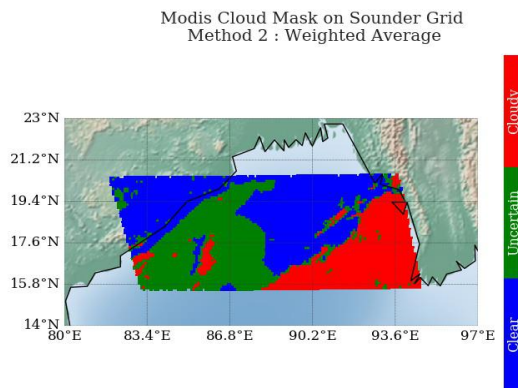 Modis Cloud Mask on Sounder Grid
Method 2 : Weighted Average
Cloudy
Uncertain
Clear
23°N
21.2°N
19.4°N
17.6°N
15.8°N
14°N
80°E 83.4°E 86.8°E 90.2°E 93.6°E 97°E